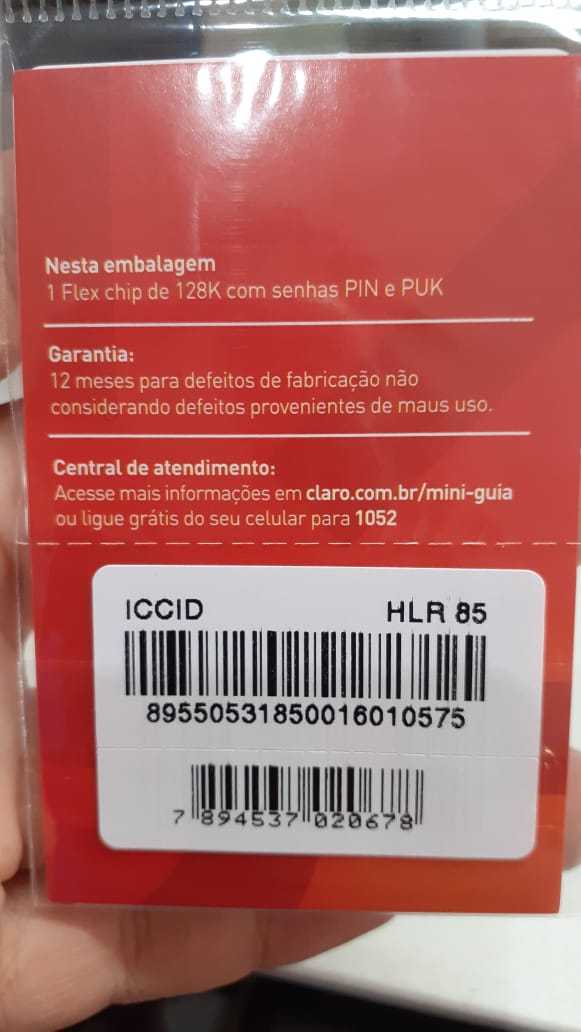 Nesta embalagem
1 Flex chip de 128K com senhas PIN e PUK
Garantia:
12 meses para defeitos de fabricação não
considerando defeitos provenientes de maus uso.
Central de atendimento:
Acesse mais informações em claro.com.br/mini-guia
ou ligue grátis do seu celular para 1052
ICCID HLR 85
89550531850016010575
7 894537 020678